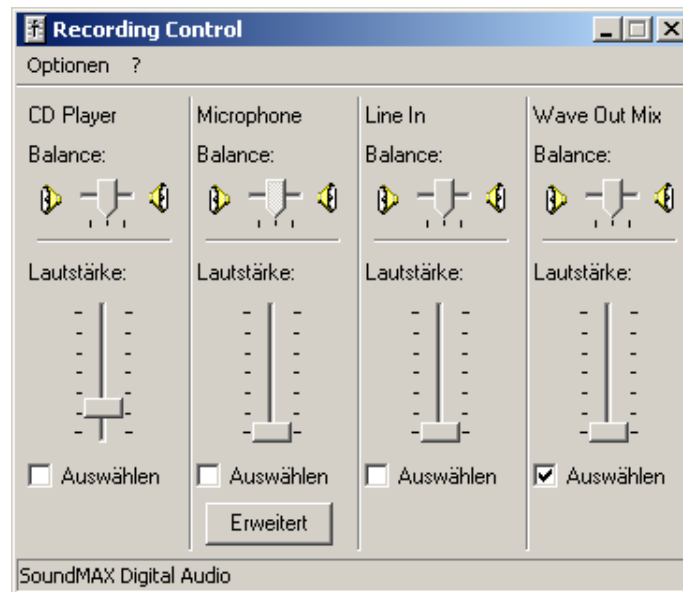 Recording Control
Optionen ?
CD Player
Balance:
Lautstärke:
Auswählen
Microphone
Balance:
Lautstärke:
Auswählen
Erweitert
Line In
Balance:
Lautstärke:
Auswählen
Wave Out Mix
Balance:
Lautstärke:
Auswählen
SoundMAX Digital Audio